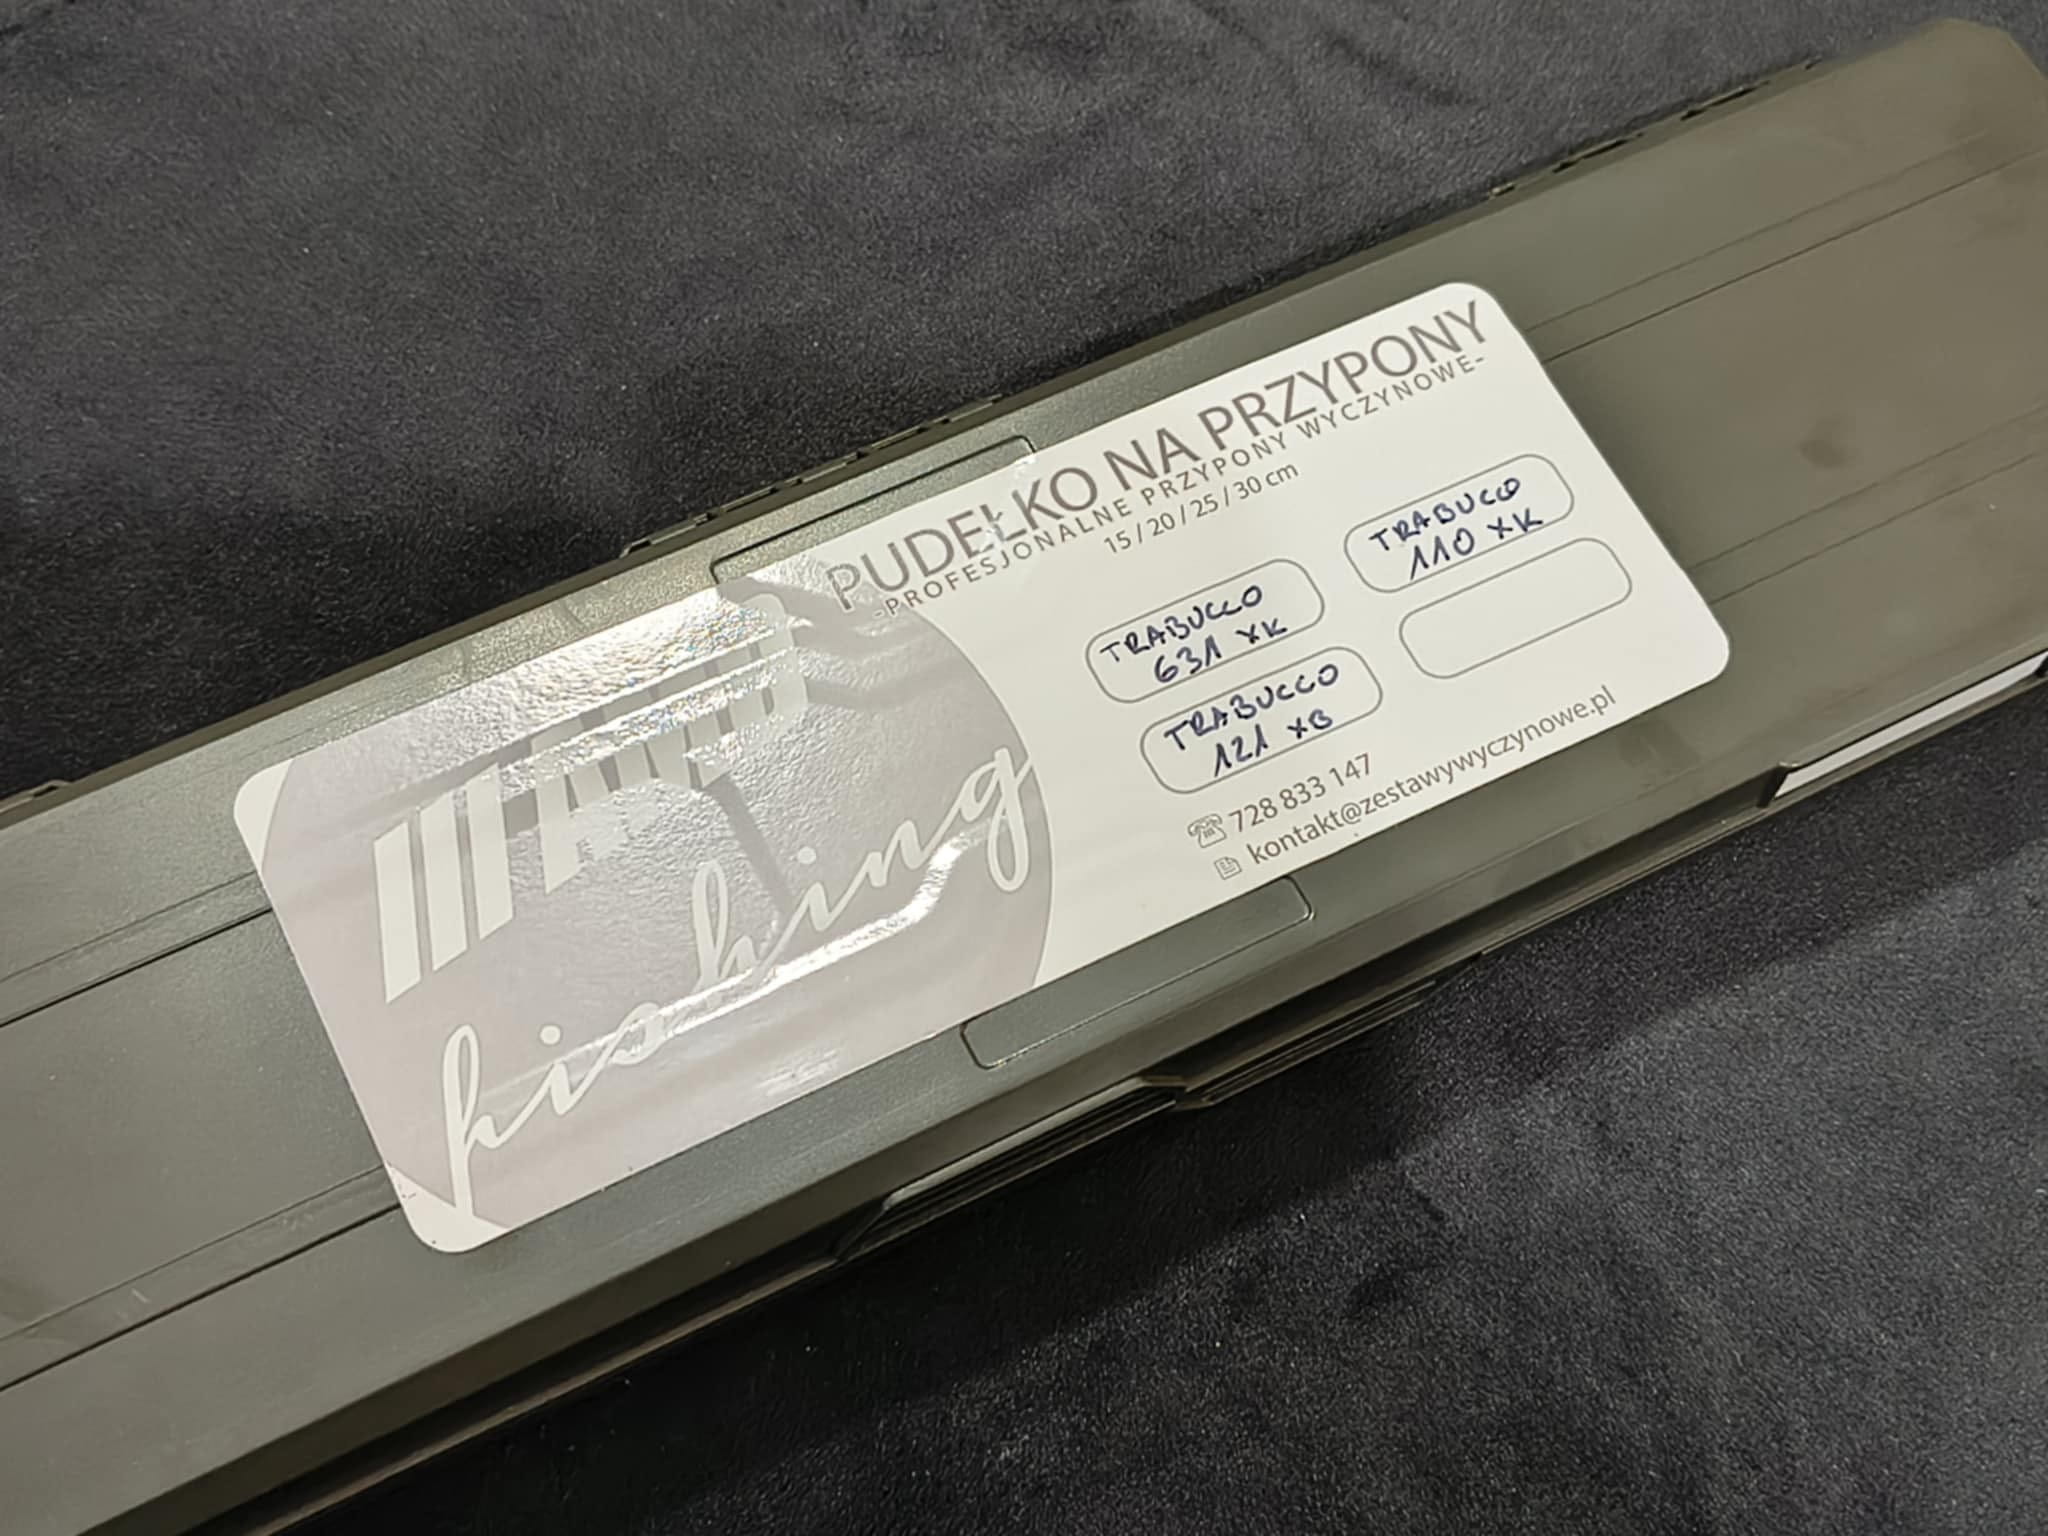 PUDEŁKO NA PRZYPONY
-PROFESJONALNE PRZYPONY WYCZYNOWE-
15 / 20 / 25 / 30 cm
TRABUCCO
631 XK
TRABUCCO
110 XK
TRABUCCO
121 XB
728 833 147
kontakt@zestawywyczynowe.pl
fishing